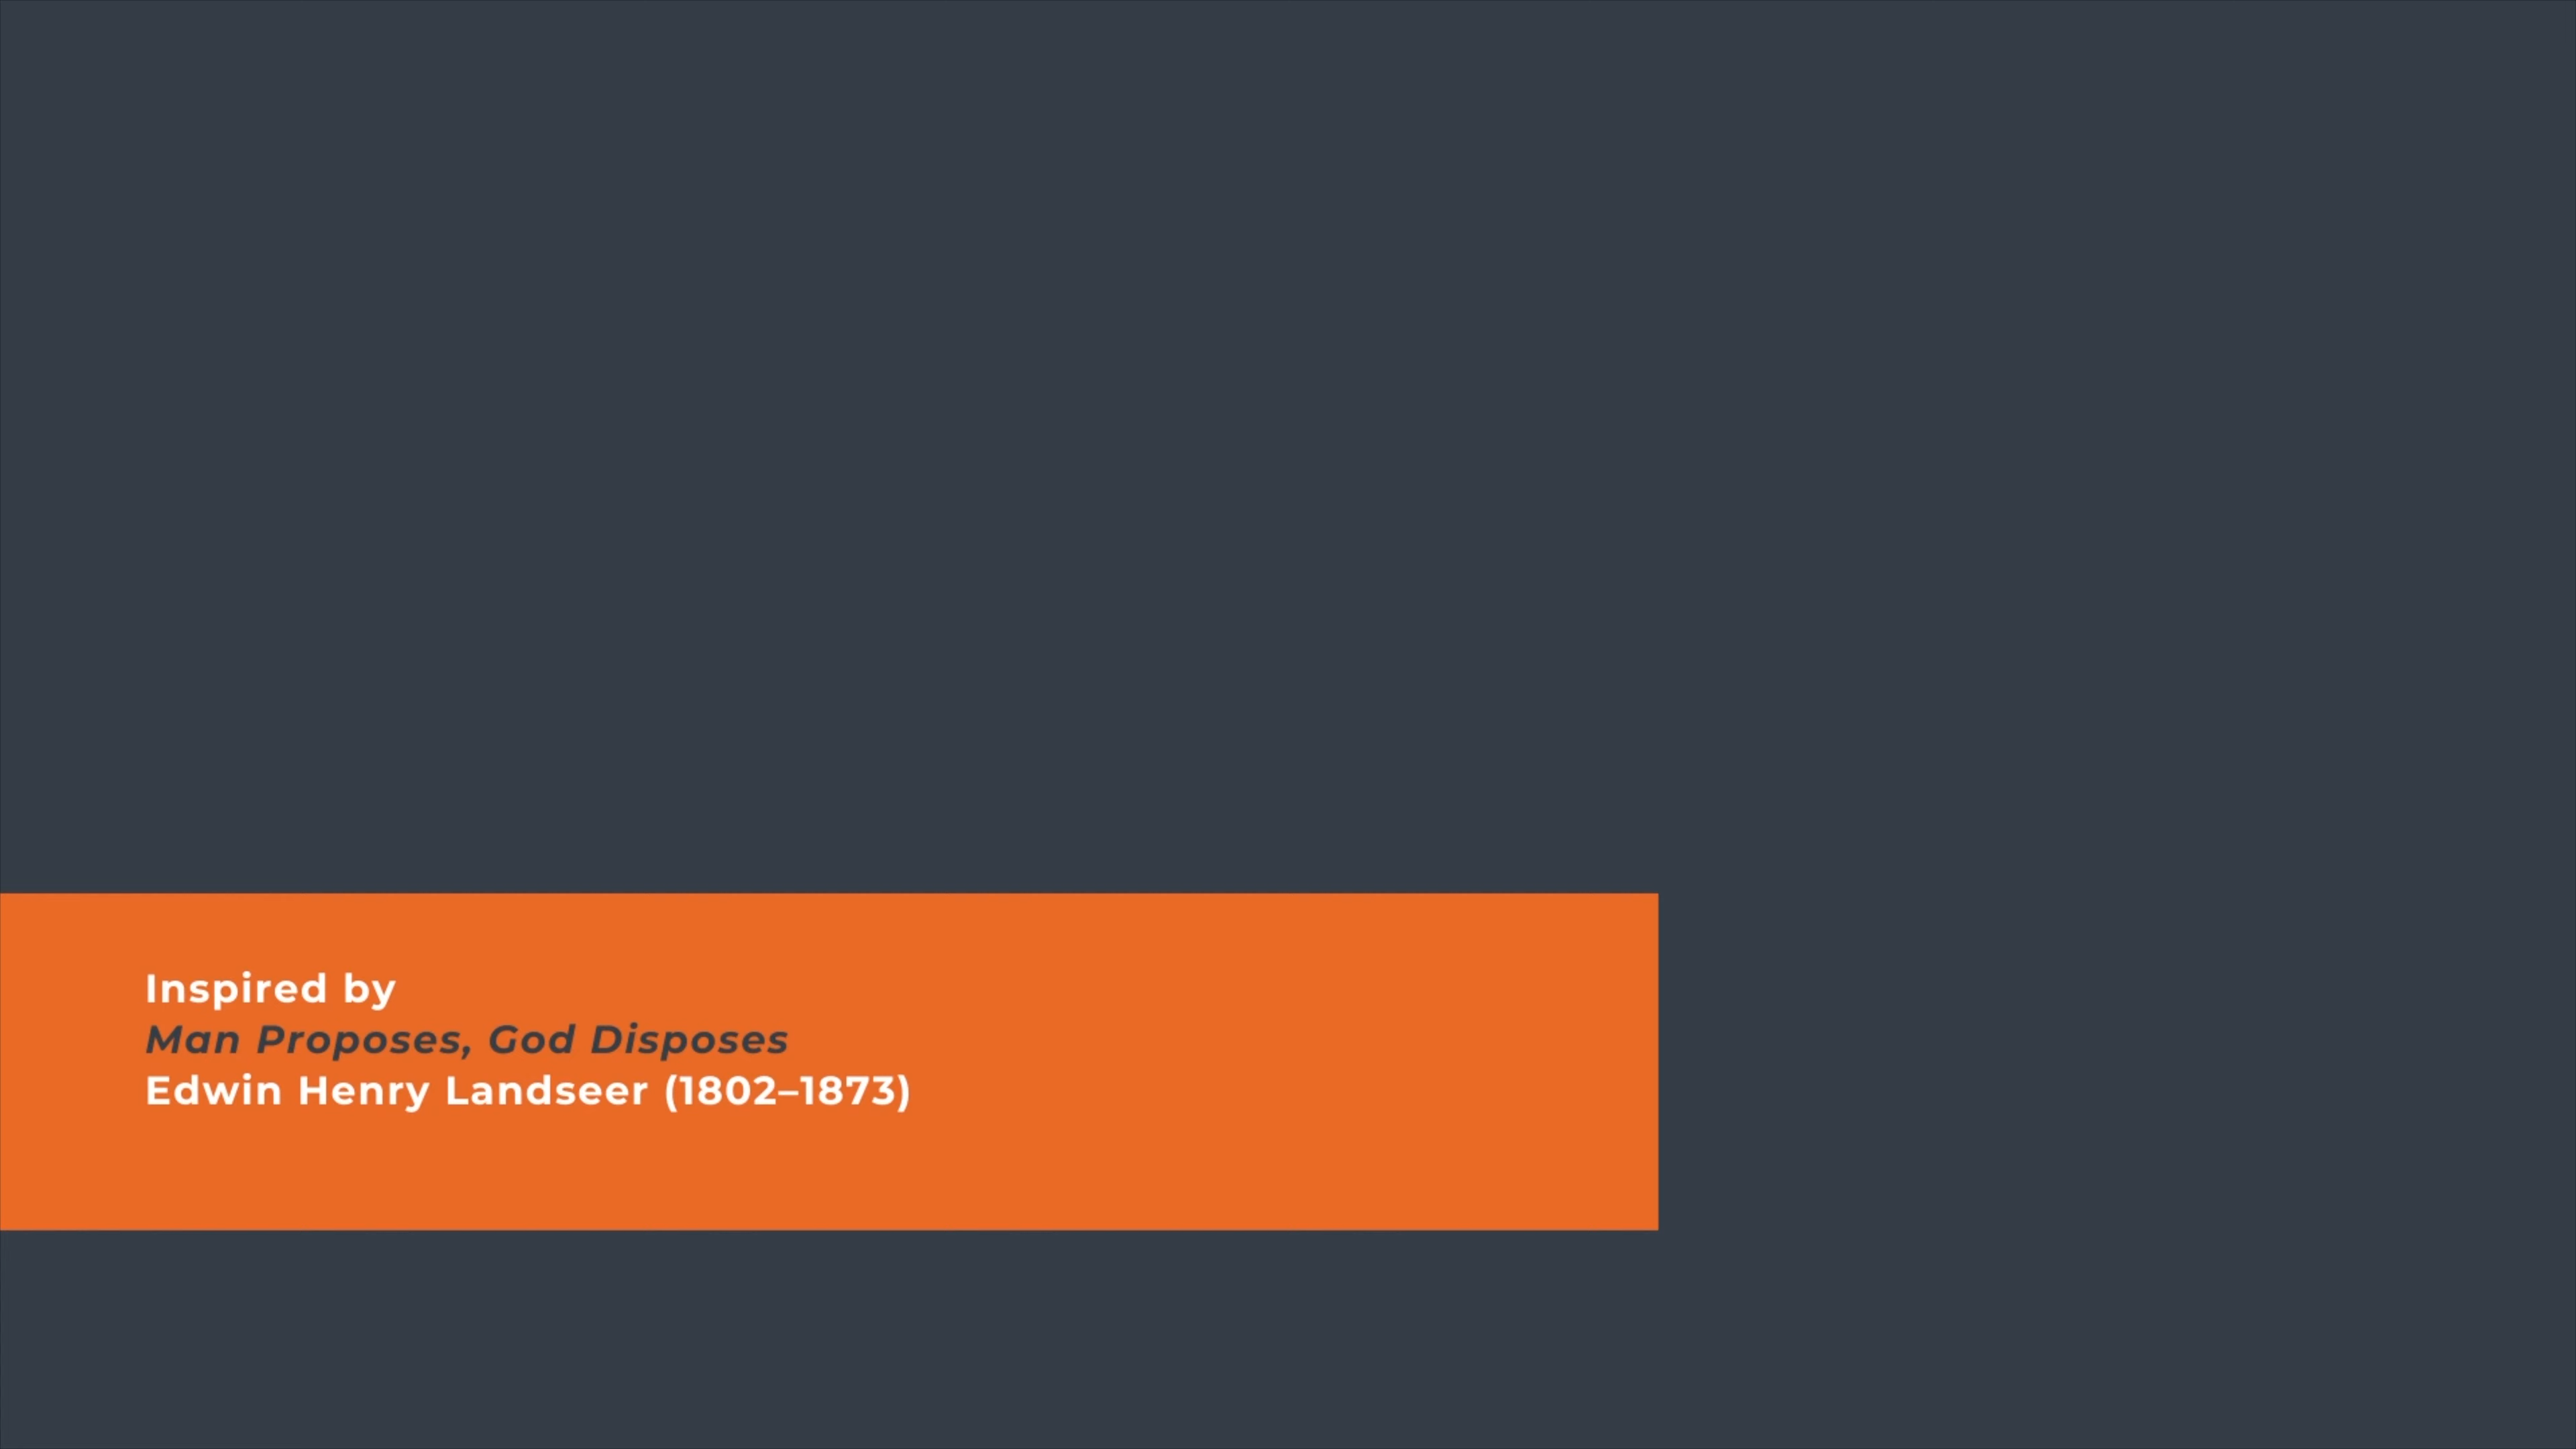 Inspired by
Man Proposes, God Disposes
Edwin Henry Landseer (1802–1873)